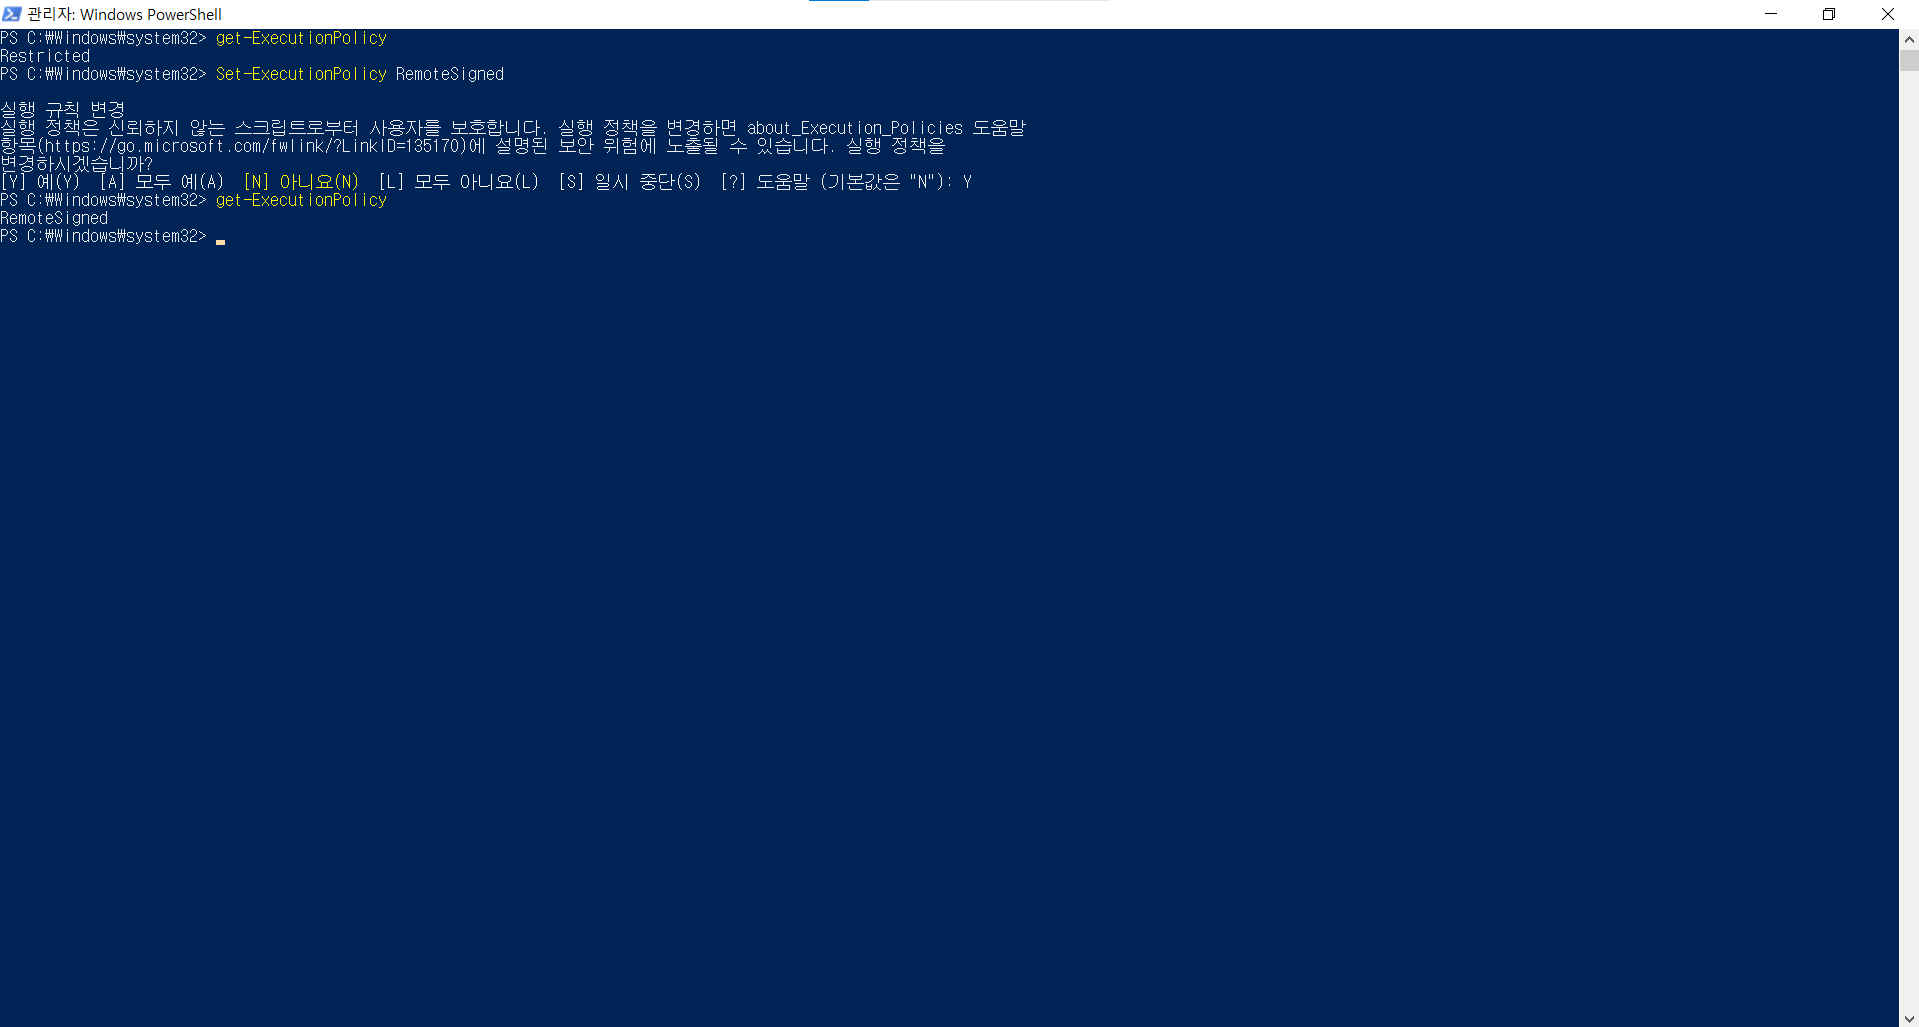 관리자: Windows PowerShell
PS C:₩Windows₩system32> get-ExecutionPolicy
Restricted
PS C:₩Windows₩system32> Set-ExecutionPolicy RemoteSigned
실행 규칙 변경
실행 정책은 신뢰하지 않는 스크립트로부터 사용자를 보호합니다. 실행 정책을 변경하면 about_Execution_Policies 도움말
항목(https://go.microsoft.com/fwlink/?LinkID=135170)에 설명된 보안 위험에 노출될 수 있습니다. 실행 정책을
변경하시겠습니까?
[Y] 예(Y)  [A] 모두 예(A)  [N] 아니요(N)  [L] 모두 아니요(L)  [S] 일시 중단(S)  [?] 도움말 (기본값은 "N"): Y
PS C:₩Windows₩system32> get-ExecutionPolicy
RemoteSigned
PS C:₩Windows₩system32>